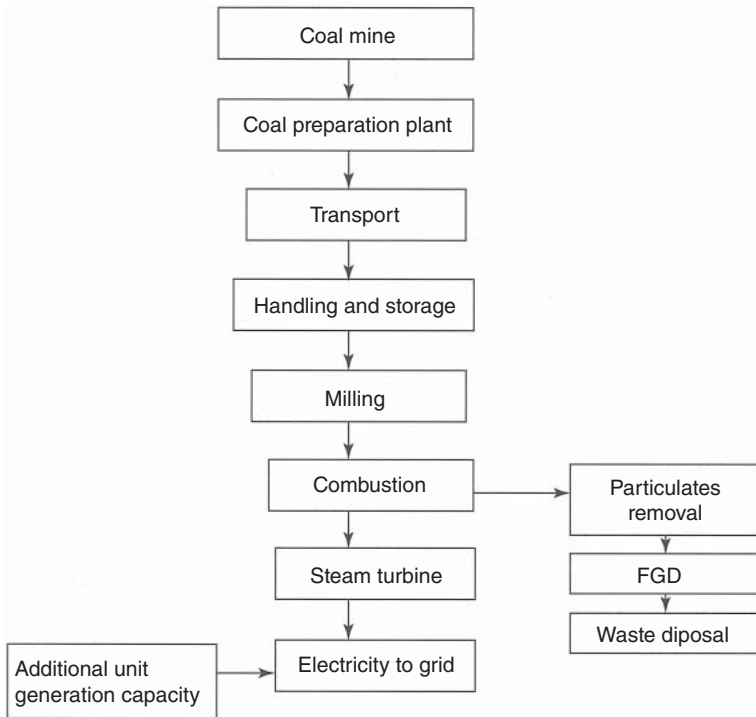 Coal mine
Coal preparation plant
Transport
Handling and storage
Milling
Combustion
Particulates
removal
Steam turbine
FGD
Waste diposal
Additional unit
generation capacity
Electricity to grid